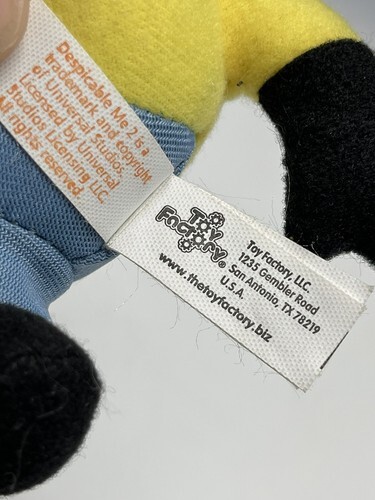 Despicable Me 2 is a
trademark and copyright
of Universal Studios.
Licensed by Universal
Studios Licensing LLC.
All rights reserved.
Toy
Factory®
Toy Factory, LLC.
1235 Gembler Road
San Antonio, TX 78219
U.S.A.
www.thetoyfactory.biz